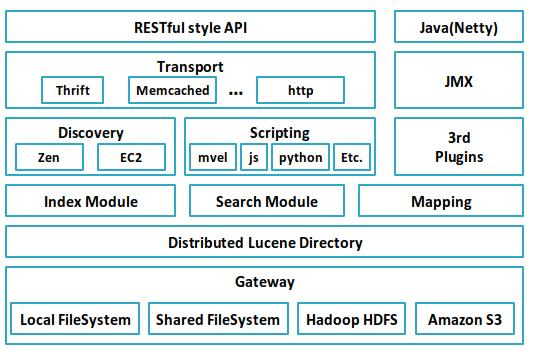 RESTful style API
Java(Netty)
Transport
Thrift
Memcached
...
http
JMX
Discovery
Zen
EC2
Scripting
mvel
js
python
Etc.
3rd
Plugins
Index Module
Search Module
Mapping
Distributed Lucene Directory
Gateway
Local FileSystem
Shared FileSystem
Hadoop HDFS
Amazon S3